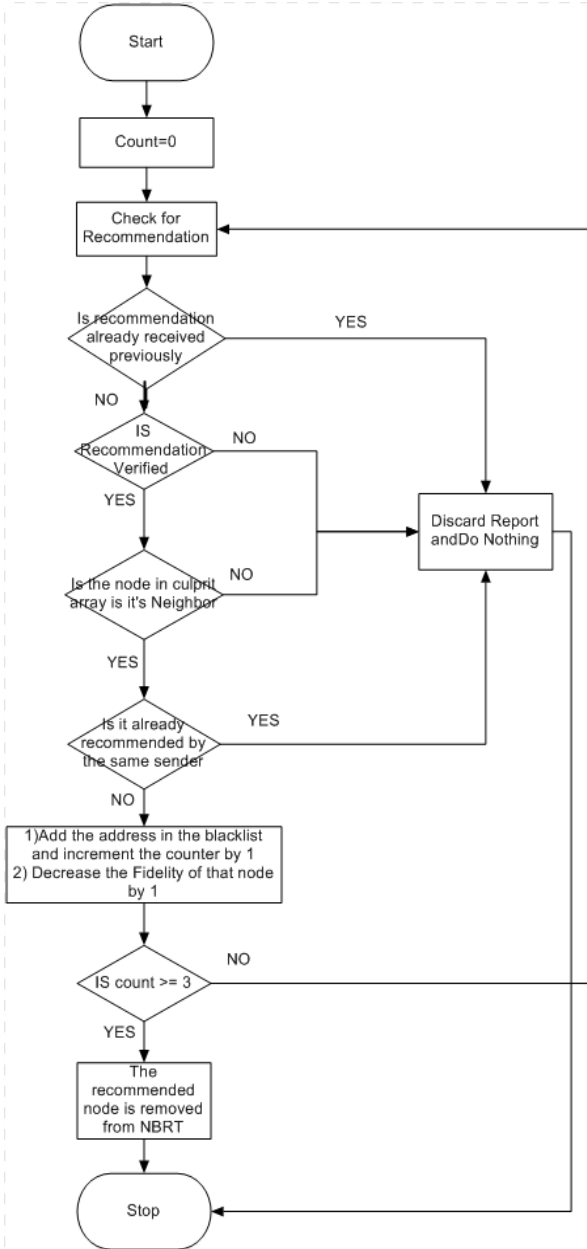 Start
Count=0
Check for
Recommendation
Is recommendation
already received
previously
YES
NO
IS
Recommendation
Verified
NO
YES
Discard Report
andDo Nothing
Is the node in culprit
array is it's Neighbor
NO
YES
Is it already
recommended by
the same sender
YES
NO
1)Add the address in the blacklist
and increment the counter by 1
2) Decrease the Fidelity of that node
by 1
IS count >= 3
NO
YES
The
recommended
node is removed
from NBRT
Stop